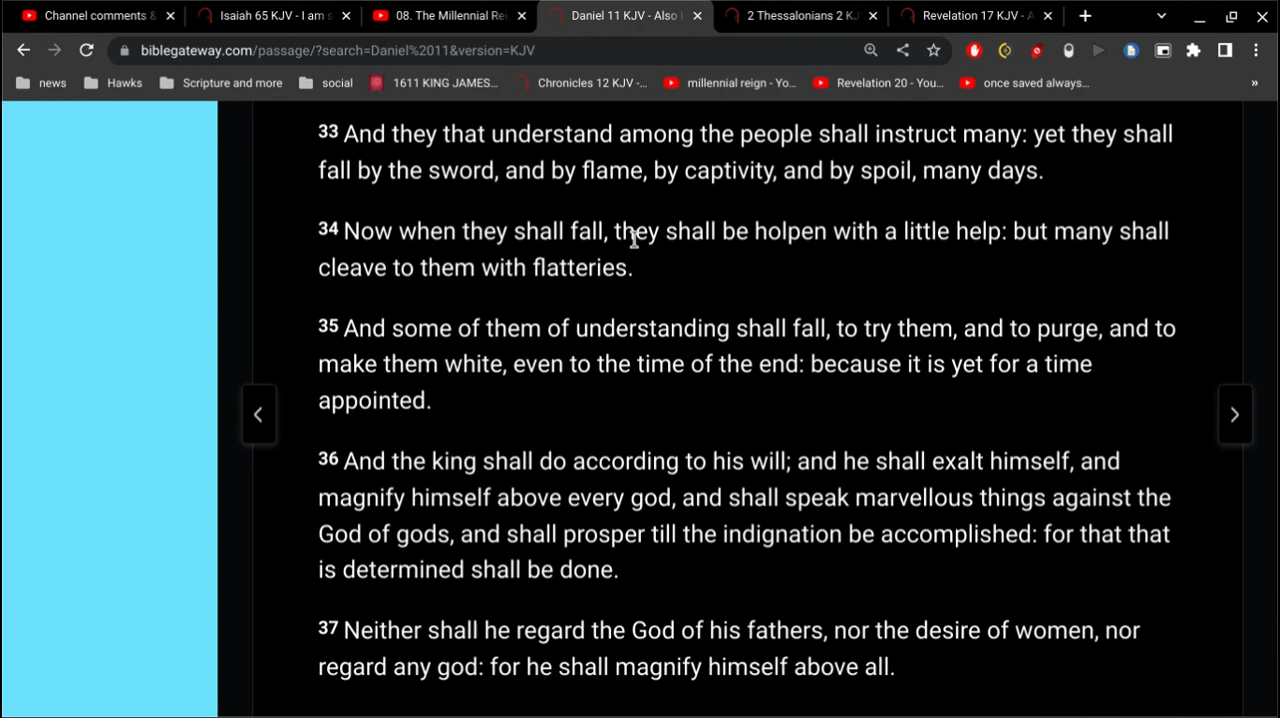 Channel comments &
Isaiah 65 KJV - I am s
08. The Millennial Rei
Daniel 11 KJV - Also
2 Thessalonians 2 KJ
Revelation 17 KJV - A
biblegateway.com/passage/?search=Daniel%2011&version=KJV
news Hawks Scripture and more social 1611 KING JAMES... Chronicles 12 KJV -... millennial reign - Yo... Revelation 20 - You... once saved always... »
33 And they that understand among the people shall instruct many: yet they shall
fall by the sword, and by flame, by captivity, and by spoil, many days.
34 Now when they shall fall, they shall be holpen with a little help: but many shall
cleave to them with flatteries.
35 And some of them of understanding shall fall, to try them, and to purge, and to
make them white, even to the time of the end: because it is yet for a time
appointed.
36 And the king shall do according to his will; and he shall exalt himself, and
magnify himself above every god, and shall speak marvellous things against the
God of gods, and shall prosper till the indignation be accomplished: for that that
is determined shall be done.
37 Neither shall he regard the God of his fathers, nor the desire of women, nor
regard any god: for he shall magnify himself above all.